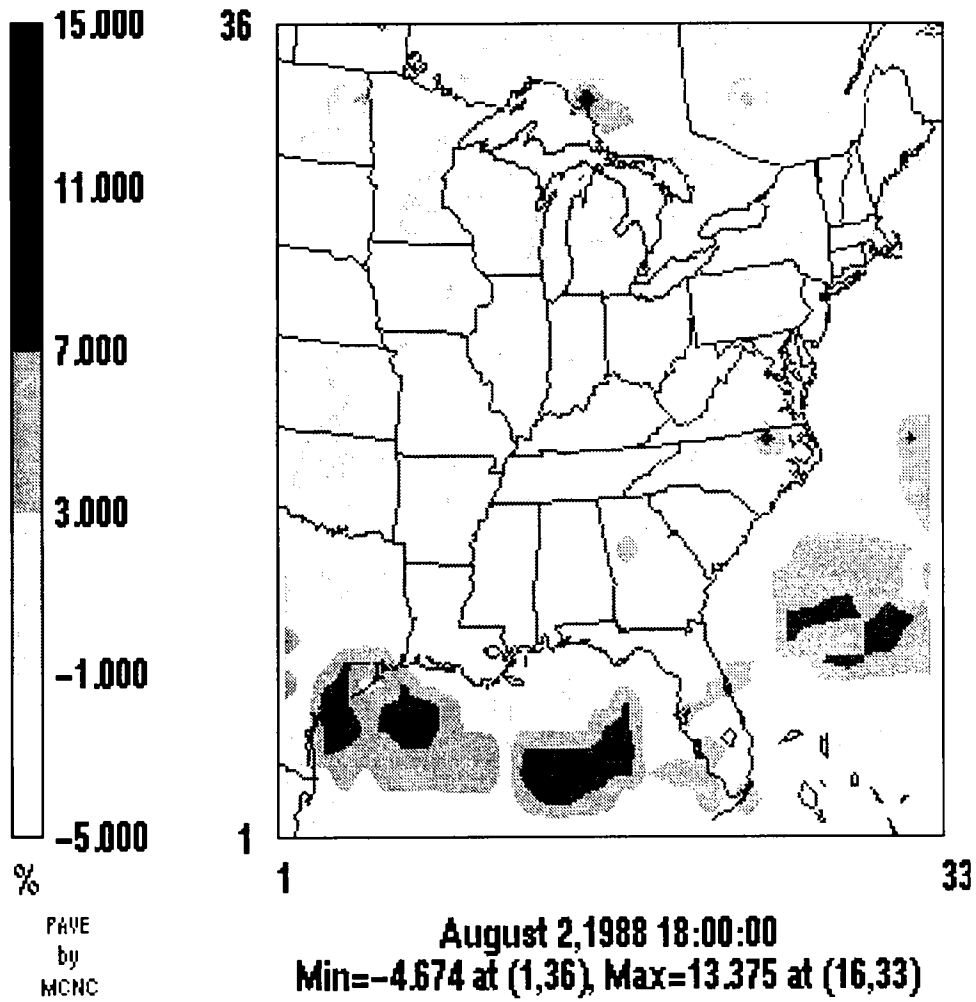 15.000
11.000
7.000
3.000
-1.000
-5.000
%
PAVE
by
MCNC
36
1
1
33
August 2,1988 18:00:00
Min=-4.674 at (1,36), Max=13.375 at (16,33)